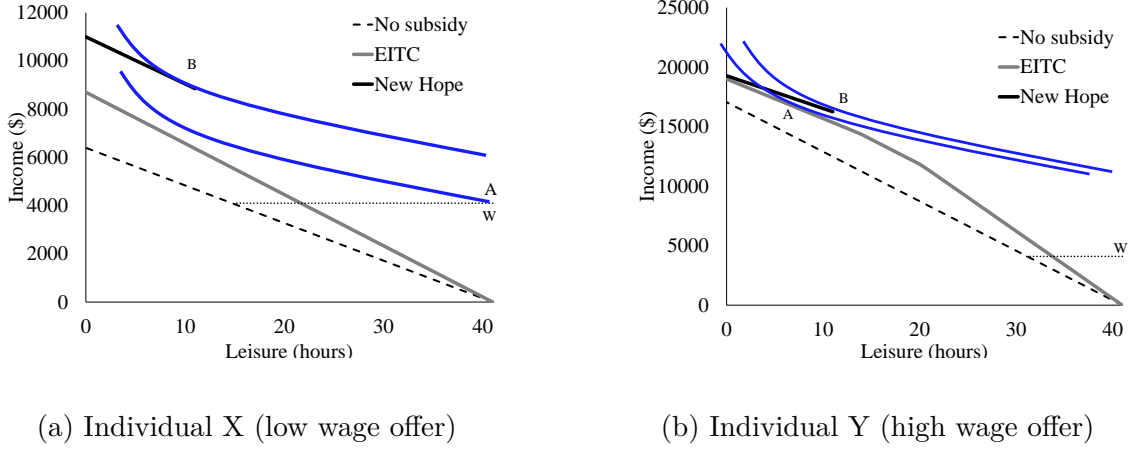 12000
10000
8000
6000
4000
2000
0
Income ($)
0
10
20
30
40
Leisure (hours)
No subsidy
EITC
New Hope
B
A
W
(a) Individual X (low wage offer)
25000
20000
15000
10000
5000
0
Income ($)
0
10
20
30
40
Leisure (hours)
No subsidy
EITC
New Hope
B
A
W
(b) Individual Y (high wage offer)